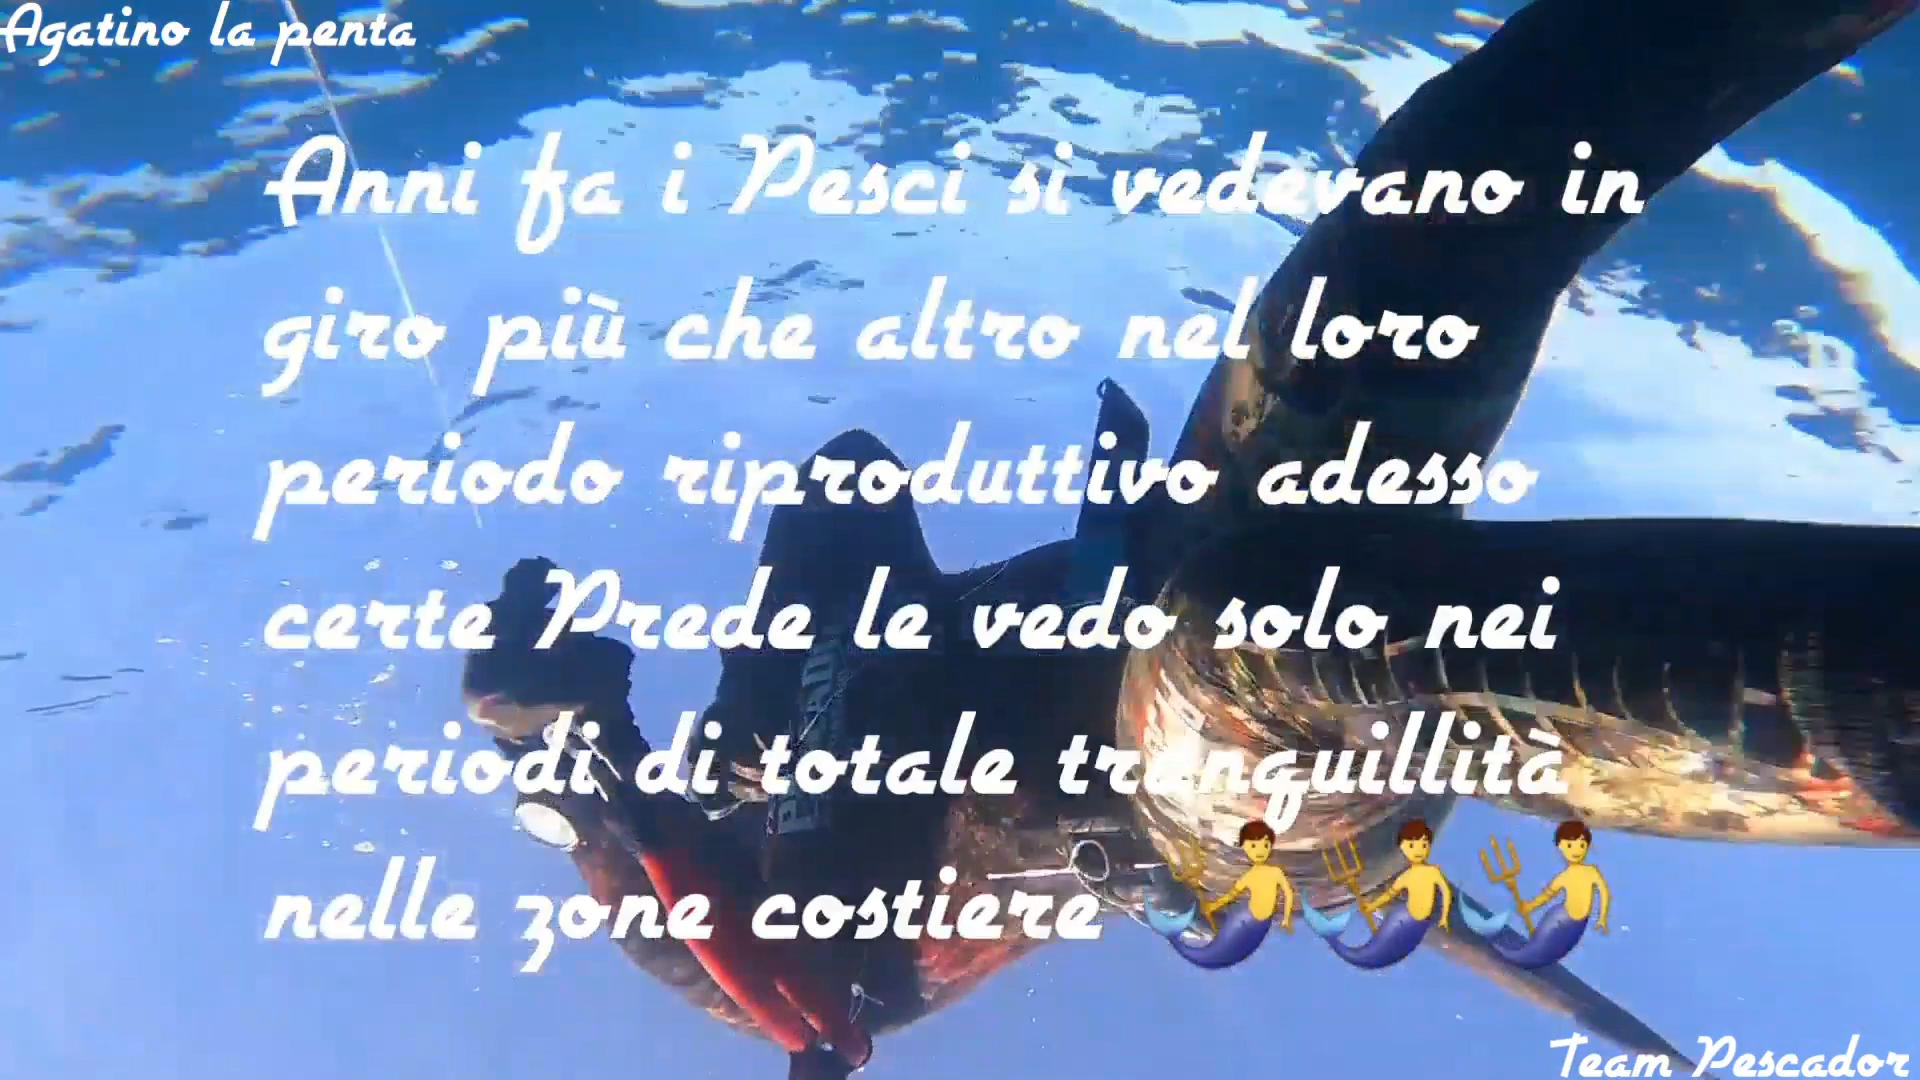 Agatino la penta
Anni fa i Pesci si vedevano in
giro più che altro nel loro
periodo riproduttivo adesso
certe Prede le vedo solo nei
periodi di totale tranquillità
nelle zone costiere 🧜‍♂️🧜‍♂️🧜‍♂️
Team Pescador